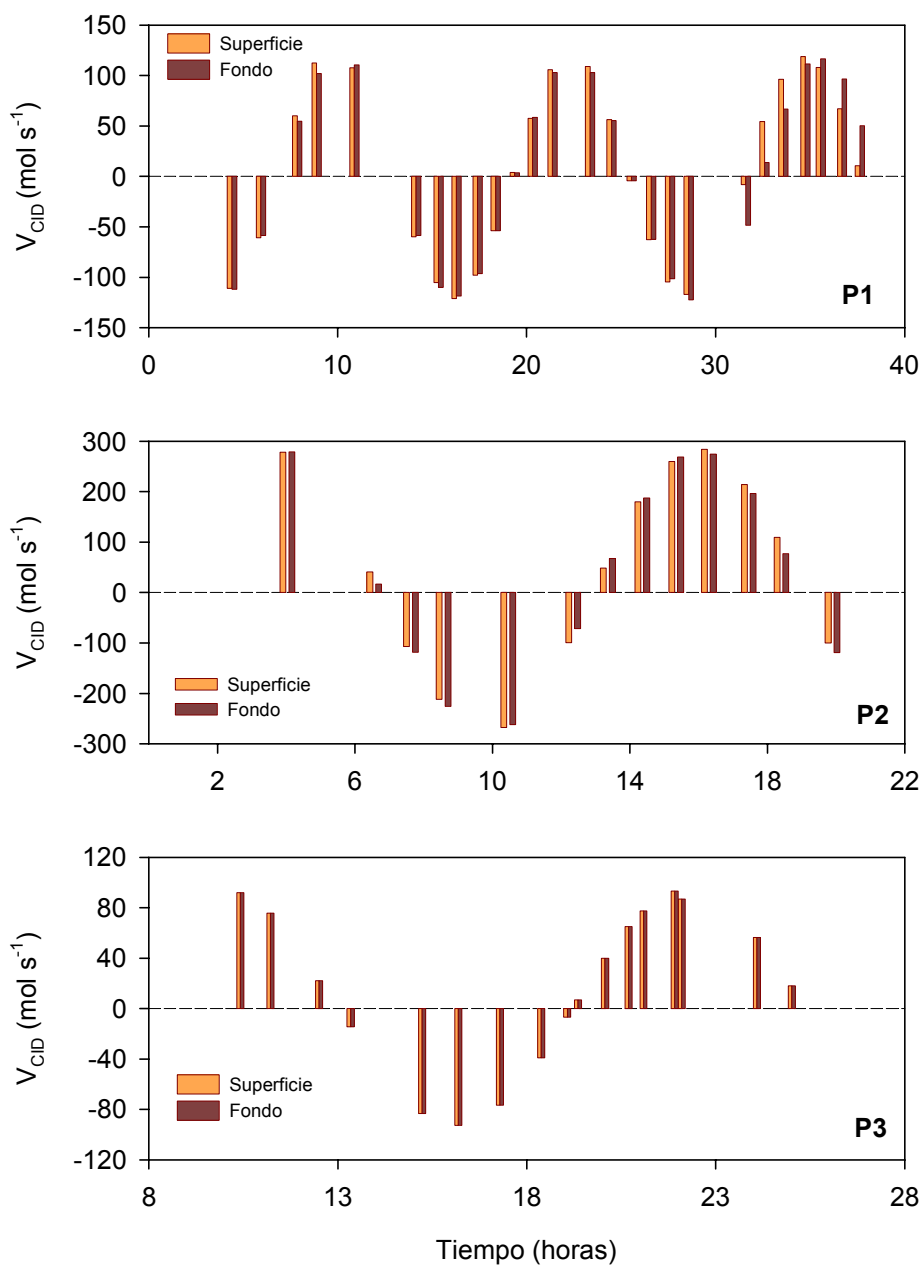 150
100
50
0
-50
-100
-150
V_CID (mol s⁻¹)
Superficie
Fondo
P1
0 10 20 30 40
300
200
100
0
-100
-200
-300
V_CID (mol s⁻¹)
Superficie
Fondo
P2
2 6 10 14 18 22
120
80
40
0
-40
-80
-120
V_CID (mol s⁻¹)
Superficie
Fondo
P3
8 13 18 23 28
Tiempo (horas)